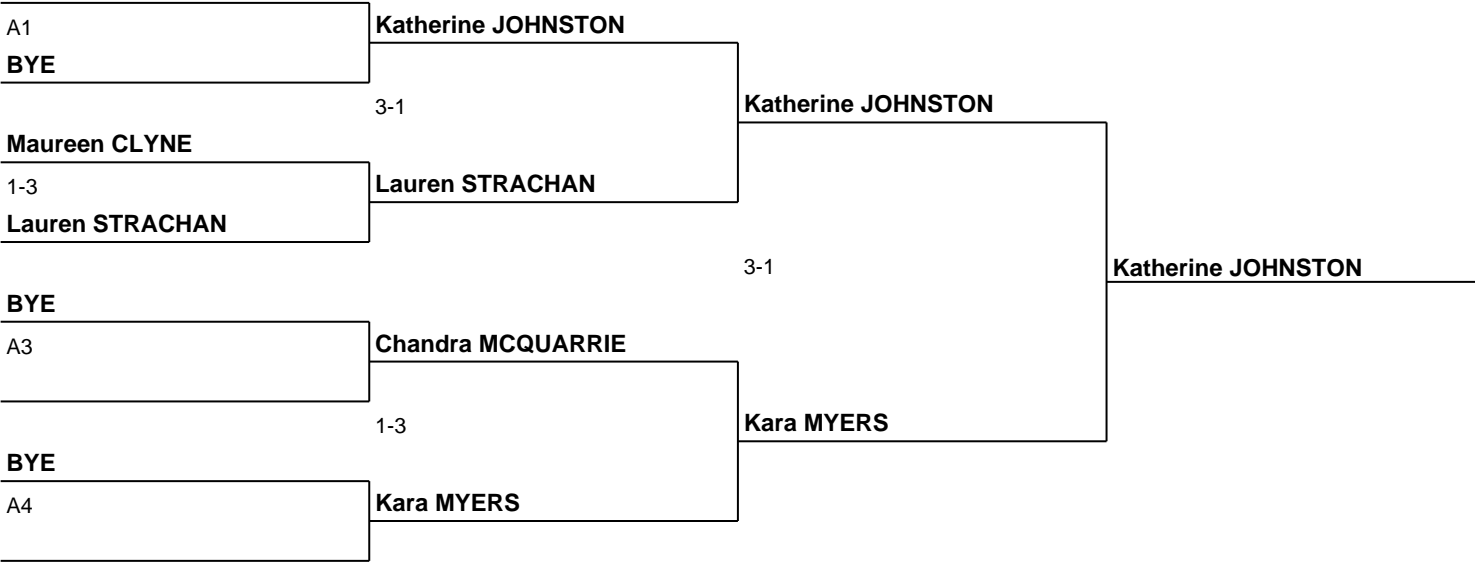 A1
BYE
Maureen CLYNE
1-3
Lauren STRACHAN
BYE
A3
BYE
A4
Katherine JOHNSTON
3-1
Lauren STRACHAN
Chandra MCQUARRIE
1-3
Kara MYERS
Katherine JOHNSTON
3-1
Kara MYERS
Katherine JOHNSTON